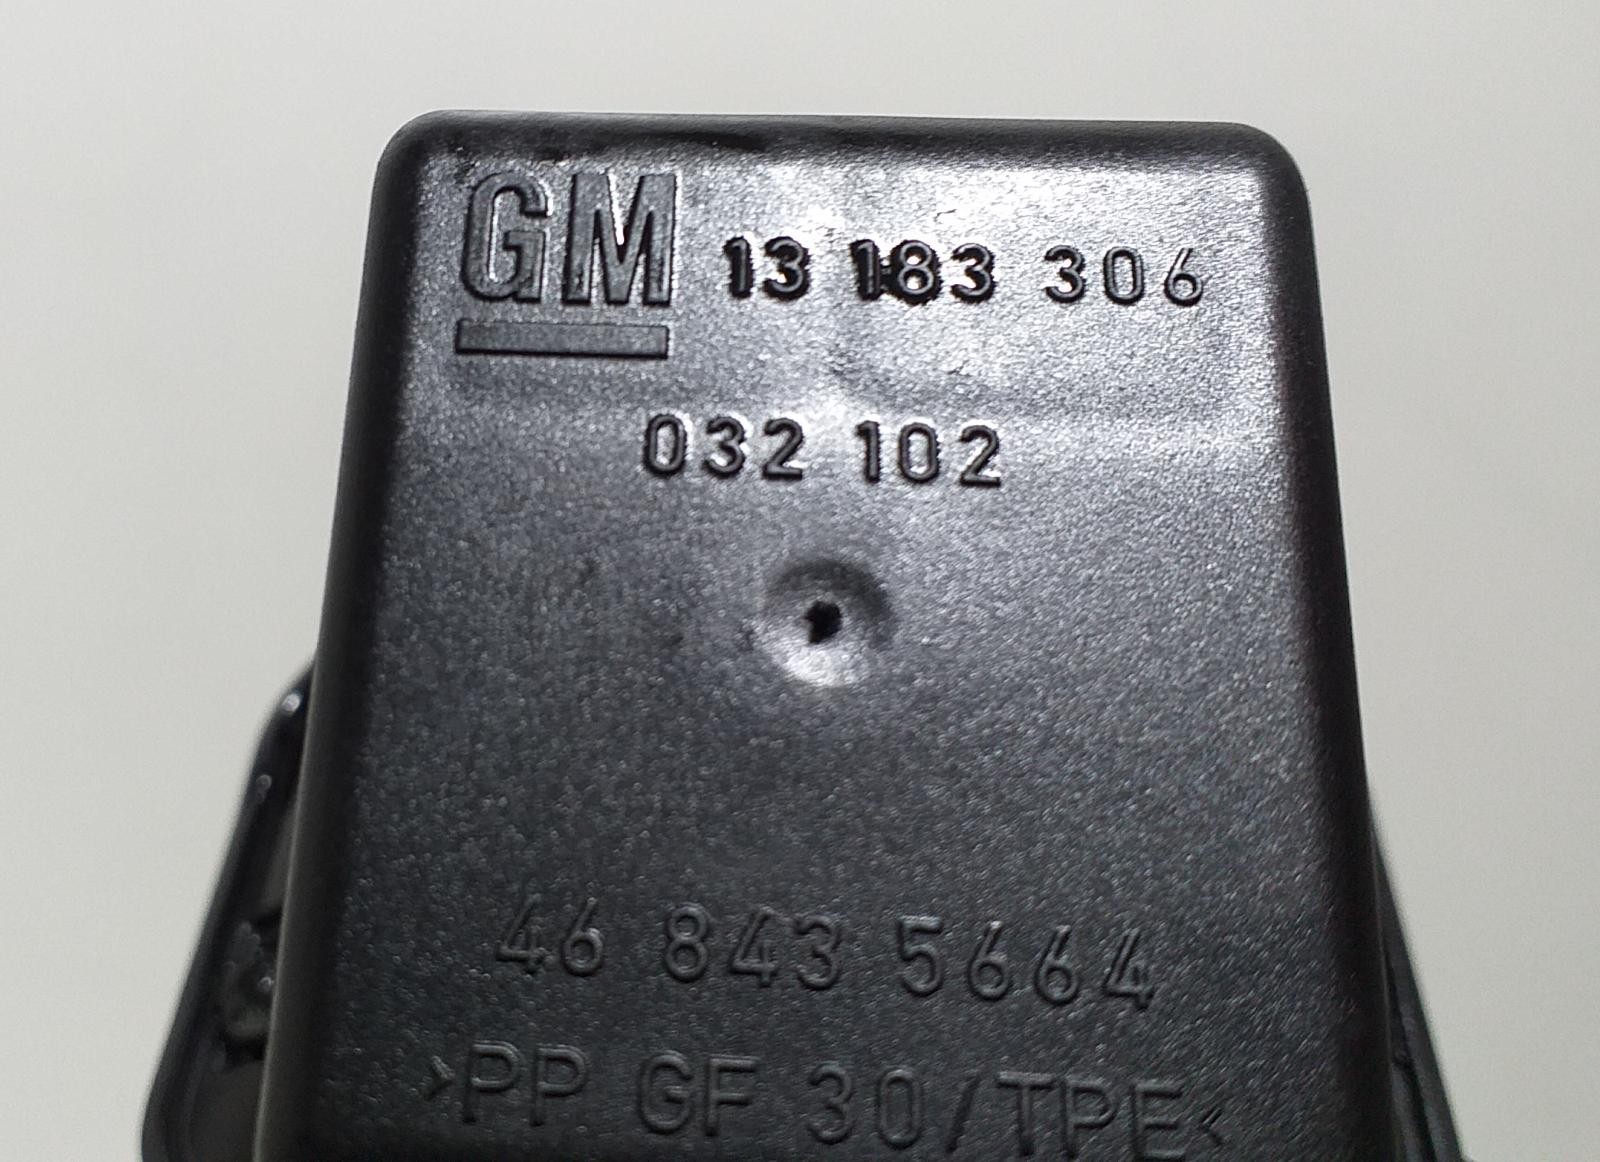 GM 13 183 306
032 102
46 843 5664
>PP GF 30/TPE<